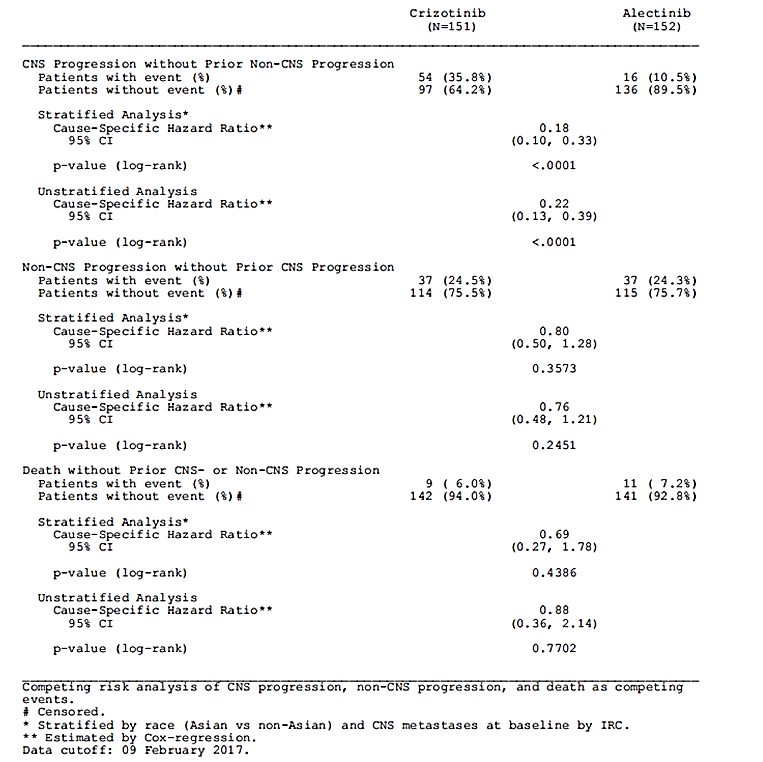 Crizotinib Alectinib
(N=151) (N=152)
CNS Progression without Prior Non-CNS Progression
Patients with event (%) 54 (35.8%) 16 (10.5%)
Patients without event (%)# 97 (64.2%) 136 (89.5%)
Stratified Analysis*
Cause-Specific Hazard Ratio** 0.18
95% CI (0.10, 0.33)
p-value (log-rank) <.0001
Unstratified Analysis
Cause-Specific Hazard Ratio** 0.22
95% CI (0.13, 0.39)
p-value (log-rank) <.0001
Non-CNS Progression without Prior CNS Progression
Patients with event (%) 37 (24.5%) 37 (24.3%)
Patients without event (%)# 114 (75.5%) 115 (75.7%)
Stratified Analysis*
Cause-Specific Hazard Ratio** 0.80
95% CI (0.50, 1.28)
p-value (log-rank) 0.3573
Unstratified Analysis
Cause-Specific Hazard Ratio** 0.76
95% CI (0.48, 1.21)
p-value (log-rank) 0.2451
Death without Prior CNS- or Non-CNS Progression
Patients with event (%) 9 ( 6.0%) 11 ( 7.2%)
Patients without event (%)# 142 (94.0%) 141 (92.8%)
Stratified Analysis*
Cause-Specific Hazard Ratio** 0.69
95% CI (0.27, 1.78)
p-value (log-rank) 0.4386
Unstratified Analysis
Cause-Specific Hazard Ratio** 0.88
95% CI (0.36, 2.14)
p-value (log-rank) 0.7702
Competing risk analysis of CNS progression, non-CNS progression, and death as competing
events.
# Censored.
* Stratified by race (Asian vs non-Asian) and CNS metastases at baseline by IRC.
** Estimated by Cox-regression.
Data cutoff: 09 February 2017.